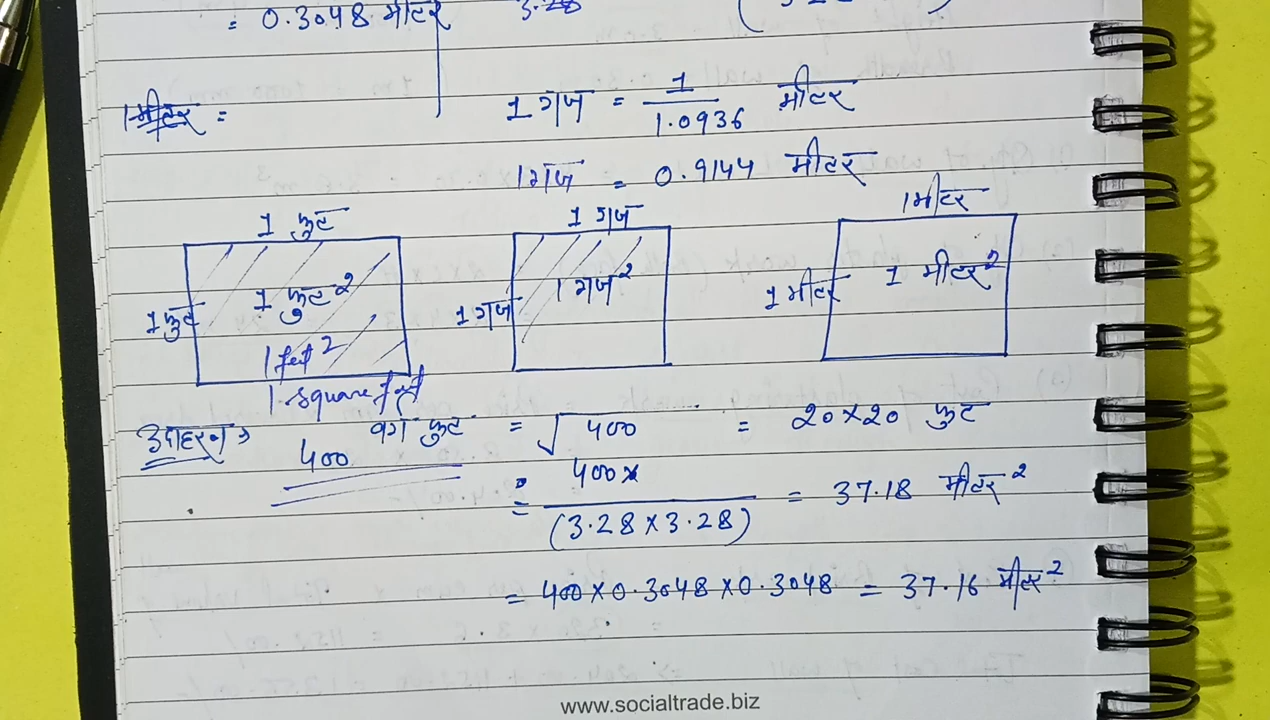 = 0.3048 मीटर
3.28
1 मीटर =
1 गज = 1/1.0936 मीटर
1 गज = 0.9144 मीटर
1 फुट
1 फुट
1 फुट²
1 feet²
1 square feet
1 गज
1 गज
1 गज²
1 मीटर
1 मीटर
1 मीटर²
उदाहरण → 400 वर्ग फुट = √400 = 20×20 फुट
= 400×/(3.28×3.28) = 37.18 मीटर²
= 400×0.3048×0.3048 = 37.16 मीटर²
www.socialtrade.biz